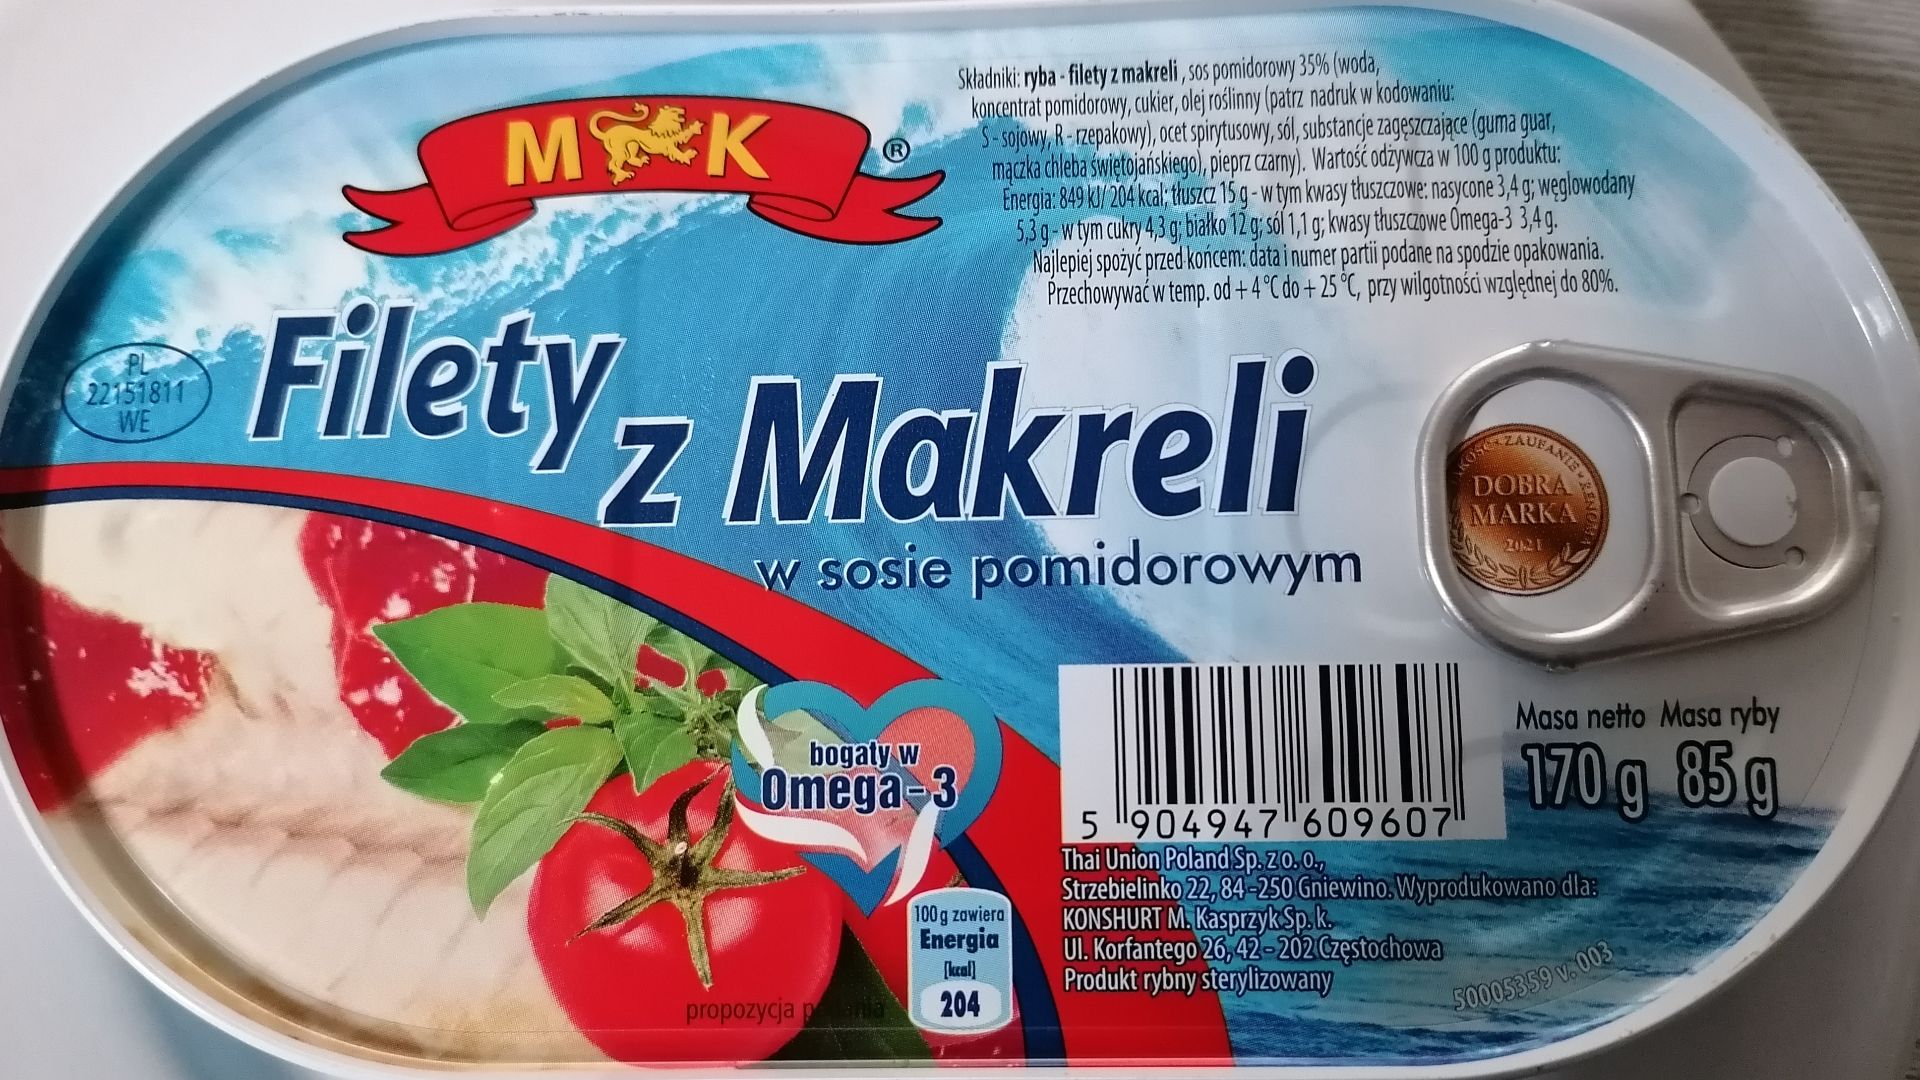 M K ®
Składniki: ryba - filety z makreli , sos pomidorowy 35% (woda,
koncentrat pomidorowy, cukier, olej roślinny (patrz nadruk w kodowaniu:
S - sojowy, R - rzepakowy), ocet spirytusowy, sól, substancje zagęszczające (guma guar,
mączka chleba świętojańskiego), pieprz czarny). Wartość odżywcza w 100 g produktu:
Energia: 849 kJ/ 204 kcal; tłuszcz 15 g - w tym kwasy tłuszczowe: nasycone 3,4 g; węglowodany
5,3 g - w tym cukry 4,3 g; białko 12 g; sól 1,1 g; kwasy tłuszczowe Omega-3 3,4 g.
Najlepiej spożyć przed końcem: data i numer partii podane na spodzie opakowania.
Przechowywać w temp. od + 4 °C do + 25 °C, przy wilgotności względnej do 80%.
PL
22151811
WE
Filety
z Makreli
w sosie pomidorowym
ZAUFANIE
DOBRA
MARKA
2021
bogaty w
Omega-3
Masa netto Masa ryby
170 g 85 g
5 904947 609607
Thai Union Poland Sp. z o. o.,
Strzebielinko 22, 84 -250 Gniewino. Wyprodukowano dla:
KONSHURT M. Kasprzyk Sp. k.
Ul. Korfantego 26, 42 - 202 Częstochowa
Produkt rybny sterylizowany
100 g zawiera
Energia
[kcal]
204
propozycja podania
50005359 v. 003